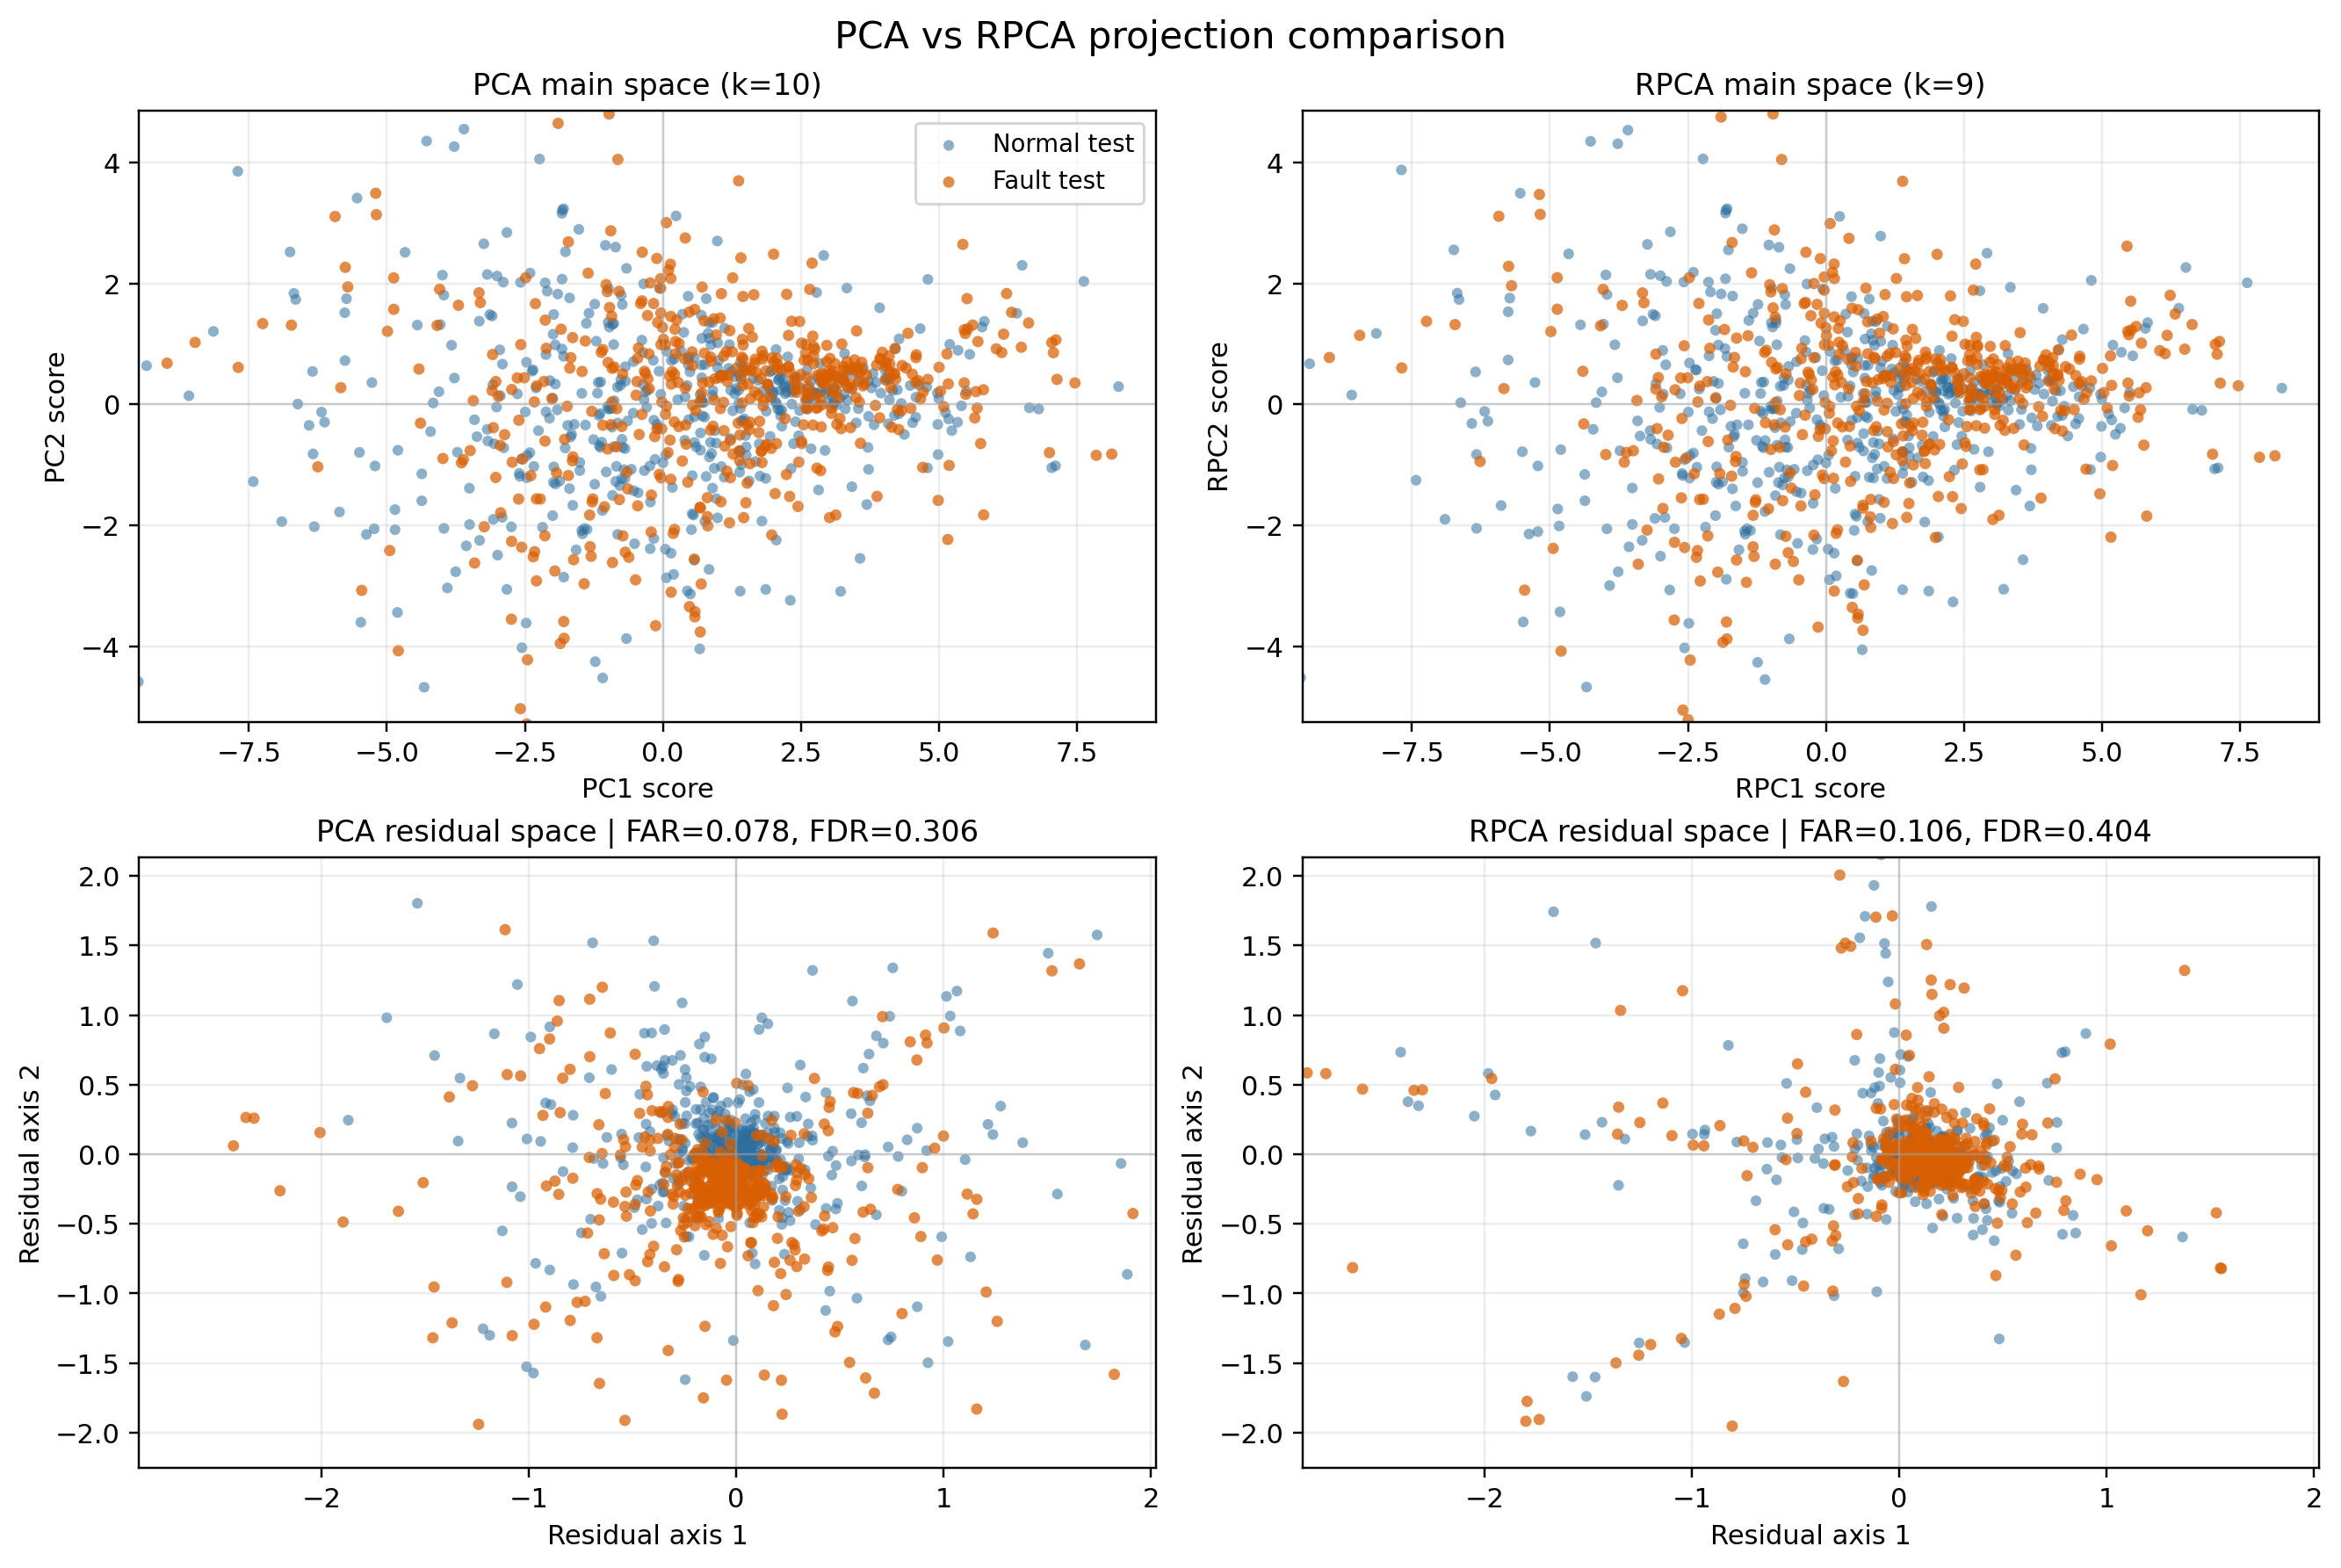 PCA vs RPCA projection comparison
PCA main space (k=10)
Normal test
Fault test
4
2
0
−2
−4
PC2 score
−7.5 −5.0 −2.5 0.0 2.5 5.0 7.5
PC1 score
RPCA main space (k=9)
4
2
0
−2
−4
RPC2 score
−7.5 −5.0 −2.5 0.0 2.5 5.0 7.5
RPC1 score
PCA residual space | FAR=0.078, FDR=0.306
2.0
1.5
1.0
0.5
0.0
−0.5
−1.0
−1.5
−2.0
Residual axis 2
−2 −1 0 1 2
Residual axis 1
RPCA residual space | FAR=0.106, FDR=0.404
2.0
1.5
1.0
0.5
0.0
−0.5
−1.0
−1.5
−2.0
Residual axis 2
−2 −1 0 1 2
Residual axis 1